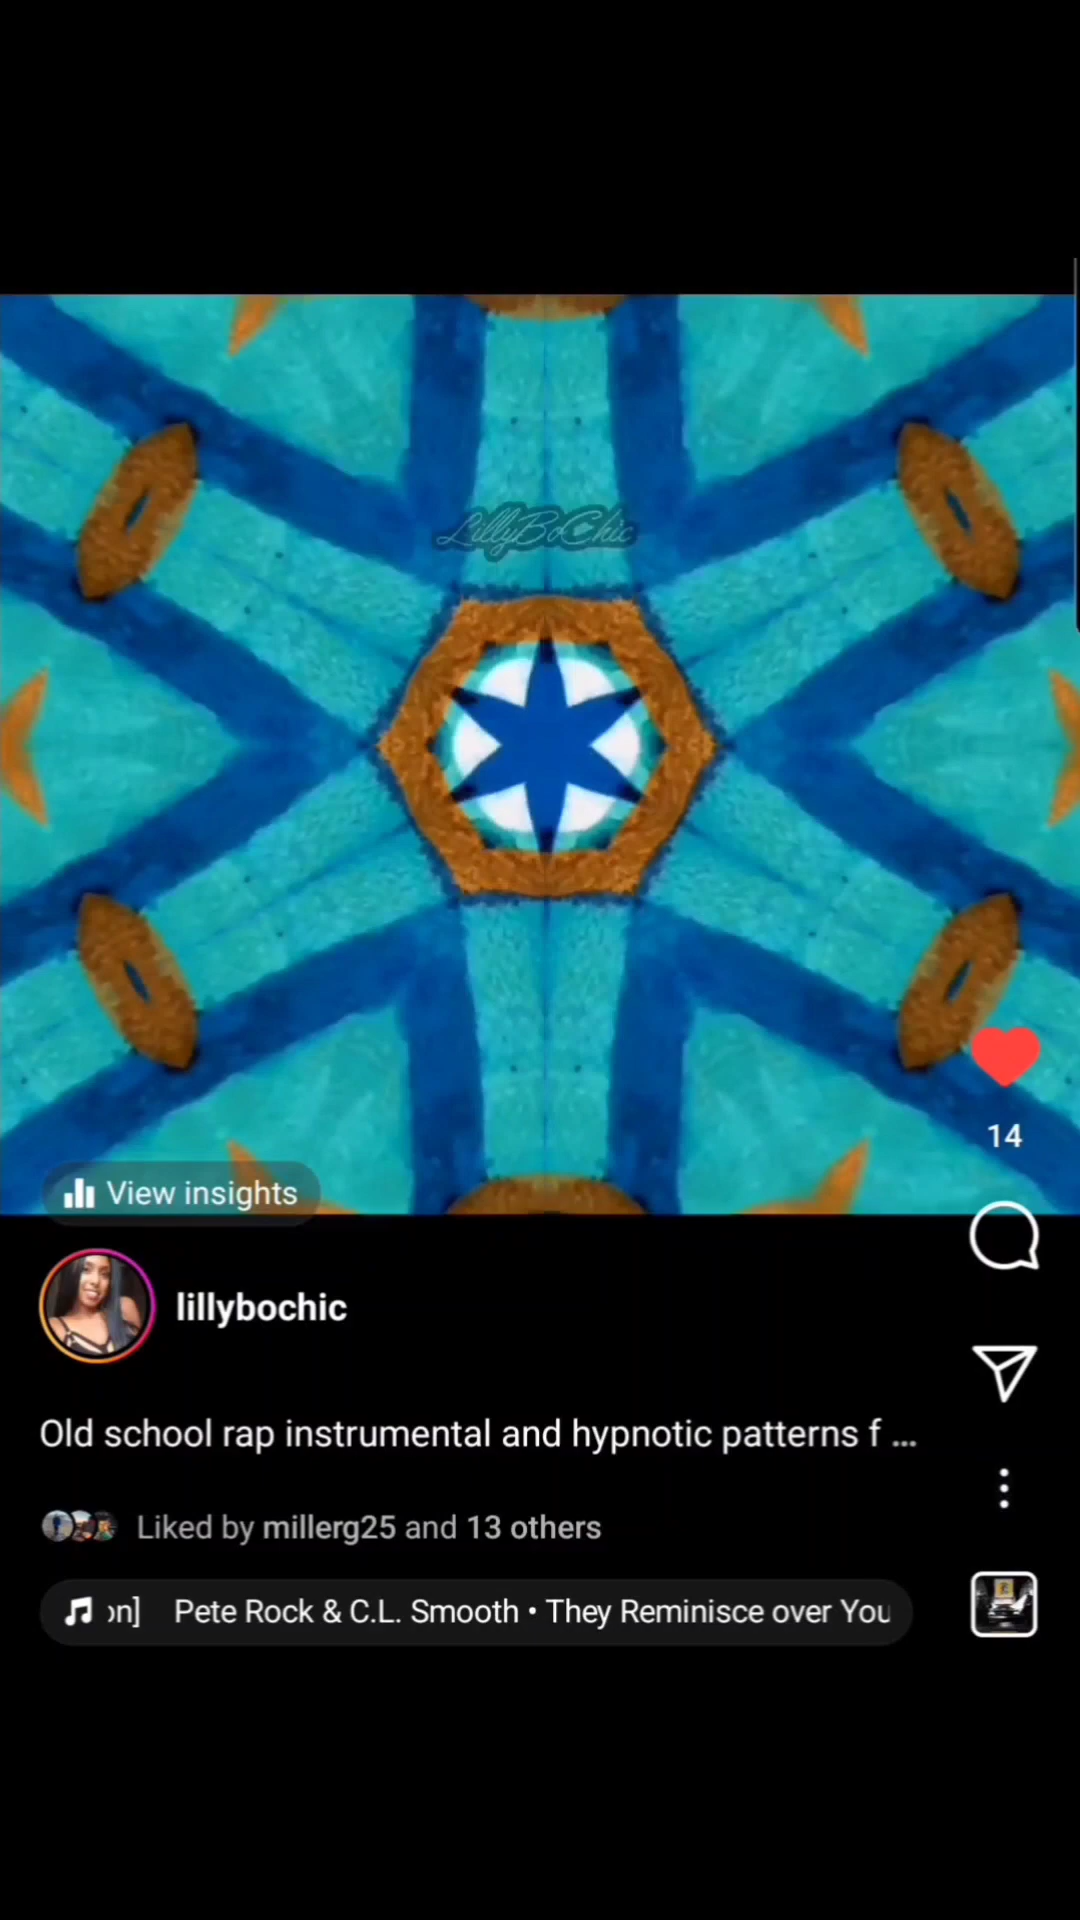 LillyBoChic
14
View insights
lillybochic
Old school rap instrumental and hypnotic patterns f ...
Liked by millerg25 and 13 others
on] Pete Rock & C.L. Smooth • They Reminisce over You